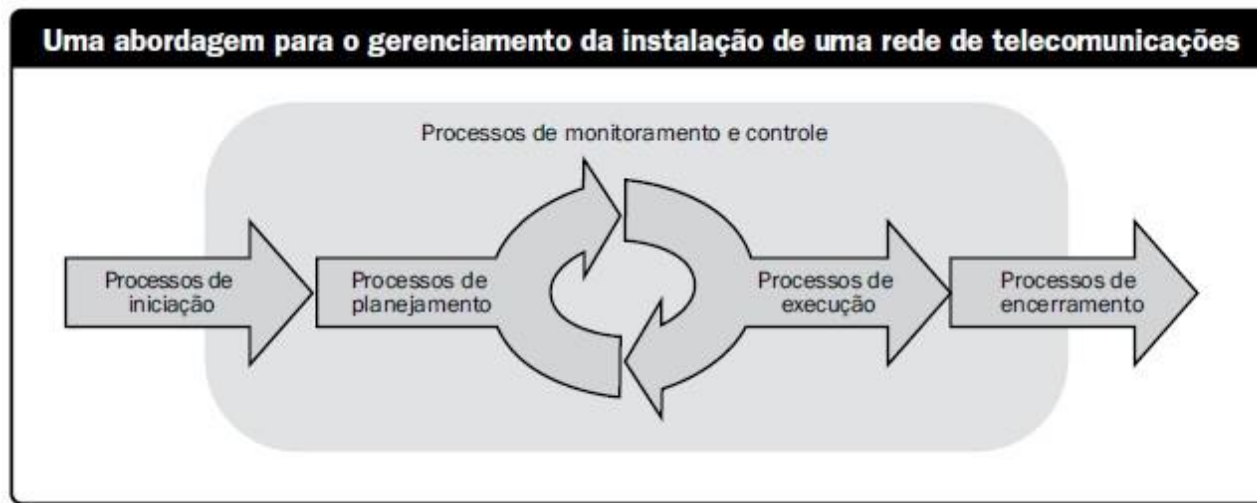 Uma abordagem para o gerenciamento da instalação de uma rede de telecomunicações
Processos de monitoramento e controle
Processos de
iniciação
Processos de
planejamento
Processos de
execução
Processos de
encerramento